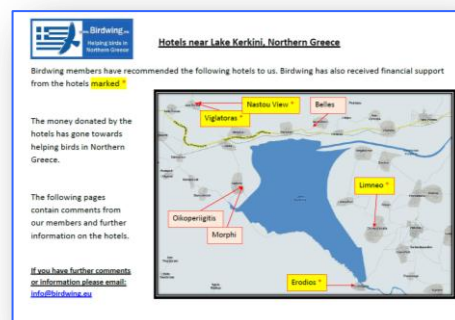 Birdwing
Helping birds in
Northern Greece
Hotels near Lake Kerkini, Northern Greece
Birdwing members have recommended the following hotels to us. Birdwing has also received financial support
from the hotels marked *
The money donated by the
hotels has gone towards
helping birds in Northern
Greece.
The following pages
contain comments from
our members and further
information on the hotels.
If you have further comments
or information please email:
info@birdwing.eu
Nastou View *
Belles
Viglatoras *
Limneo *
Oikoperiigitis
Morphi
Erodios *